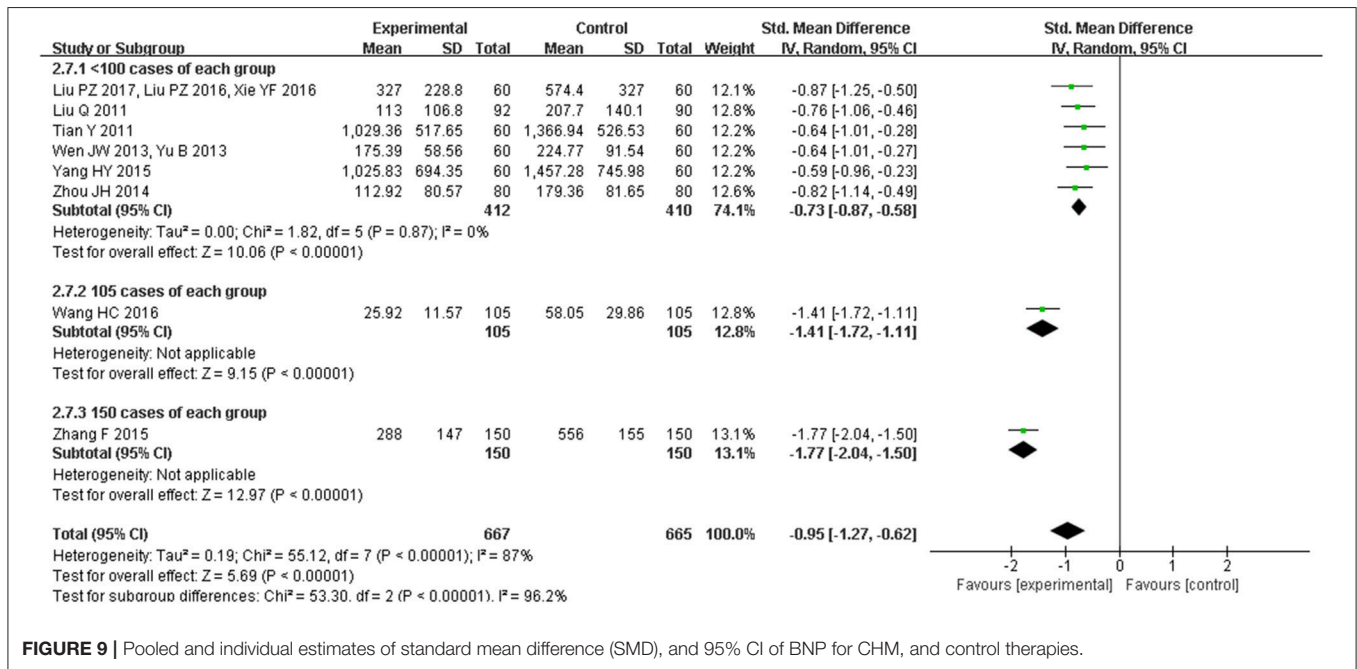 Experimental Control Std. Mean Difference Std. Mean Difference
Study or Subgroup Mean SD Total Mean SD Total Weight IV, Random, 95% CI IV, Random, 95% CI
2.7.1 <100 cases of each group
Liu PZ 2017, Liu PZ 2016, Xie YF 2016 327 228.8 60 574.4 327 60 12.1% -0.87 [-1.25, -0.50]
Liu Q 2011 113 106.8 92 207.7 140.1 90 12.8% -0.76 [-1.06, -0.46]
Tian Y 2011 1,029.36 517.65 60 1,366.94 526.53 60 12.2% -0.64 [-1.01, -0.28]
Wen JW 2013, Yu B 2013 175.39 58.56 60 224.77 91.54 60 12.2% -0.64 [-1.01, -0.27]
Yang HY 2015 1,025.83 694.35 60 1,457.28 745.98 60 12.2% -0.59 [-0.96, -0.23]
Zhou JH 2014 112.92 80.57 80 179.36 81.65 80 12.6% -0.82 [-1.14, -0.49]
Subtotal (95% CI) 412 410 74.1% -0.73 [-0.87, -0.58]
Heterogeneity: Tau² = 0.00; Chi² = 1.82, df = 5 (P = 0.87); I² = 0%
Test for overall effect: Z = 10.06 (P < 0.00001)
2.7.2 105 cases of each group
Wang HC 2016 25.92 11.57 105 58.05 29.86 105 12.8% -1.41 [-1.72, -1.11]
Subtotal (95% CI) 105 105 12.8% -1.41 [-1.72, -1.11]
Heterogeneity: Not applicable
Test for overall effect: Z = 9.15 (P < 0.00001)
2.7.3 150 cases of each group
Zhang F 2015 288 147 150 556 155 150 13.1% -1.77 [-2.04, -1.50]
Subtotal (95% CI) 150 150 13.1% -1.77 [-2.04, -1.50]
Heterogeneity: Not applicable
Test for overall effect: Z = 12.97 (P < 0.00001)
Total (95% CI) 667 665 100.0% -0.95 [-1.27, -0.62]
Heterogeneity: Tau² = 0.19; Chi² = 55.12, df = 7 (P < 0.00001); I² = 87%
Test for overall effect: Z = 5.69 (P < 0.00001)
Test for subgroup differences: Chi² = 53.30, df = 2 (P < 0.00001), I² = 96.2%
-2 -1 0 1 2
Favours [experimental] Favours [control]
FIGURE 9 | Pooled and individual estimates of standard mean difference (SMD), and 95% CI of BNP for CHM, and control therapies.